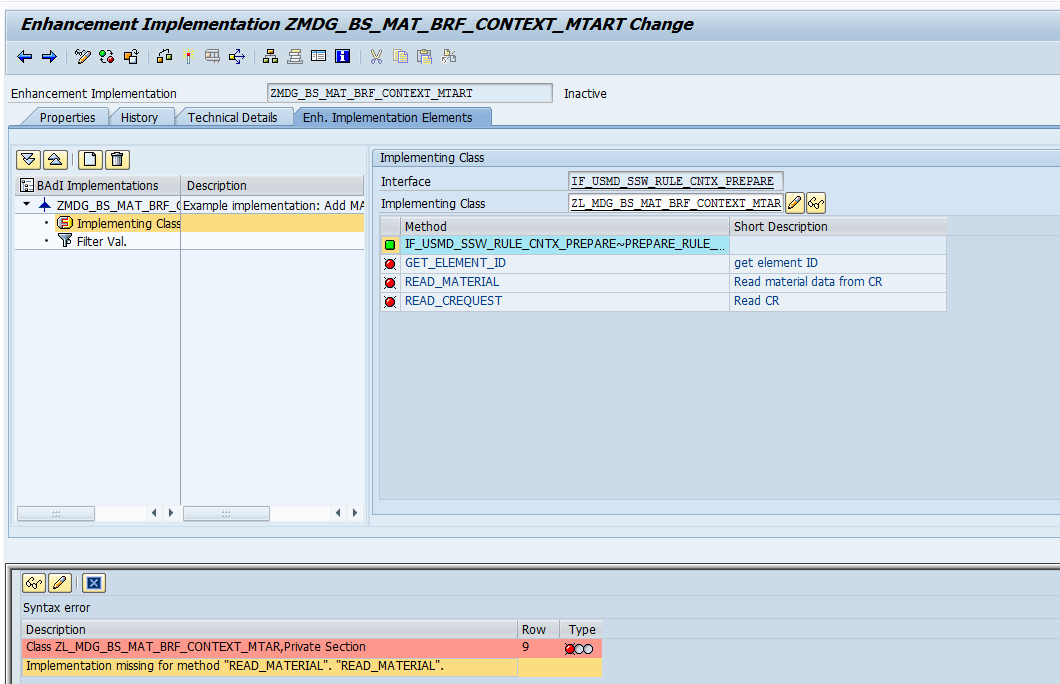 Enhancement Implementation ZMDG_BS_MAT_BRF_CONTEXT_MTART Change
Enhancement Implementation ZMDG_BS_MAT_BRF_CONTEXT_MTART Inactive
Properties History Technical Details Enh. Implementation Elements
Implementing Class
BAdI Implementations Description
ZMDG_BS_MAT_BRF_C Example implementation: Add MA
Implementing Class
Filter Val.
Interface IF_USMD_SSW_RULE_CNTX_PREPARE
Implementing Class ZL_MDG_BS_MAT_BRF_CONTEXT_MTAR
Method Short Description
IF_USMD_SSW_RULE_CNTX_PREPARE~PREPARE_RULE_...
GET_ELEMENT_ID get element ID
READ_MATERIAL Read material data from CR
READ_CREQUEST Read CR
Syntax error
Description Row Type
Class ZL_MDG_BS_MAT_BRF_CONTEXT_MTAR,Private Section 9
Implementation missing for method "READ_MATERIAL". "READ_MATERIAL".